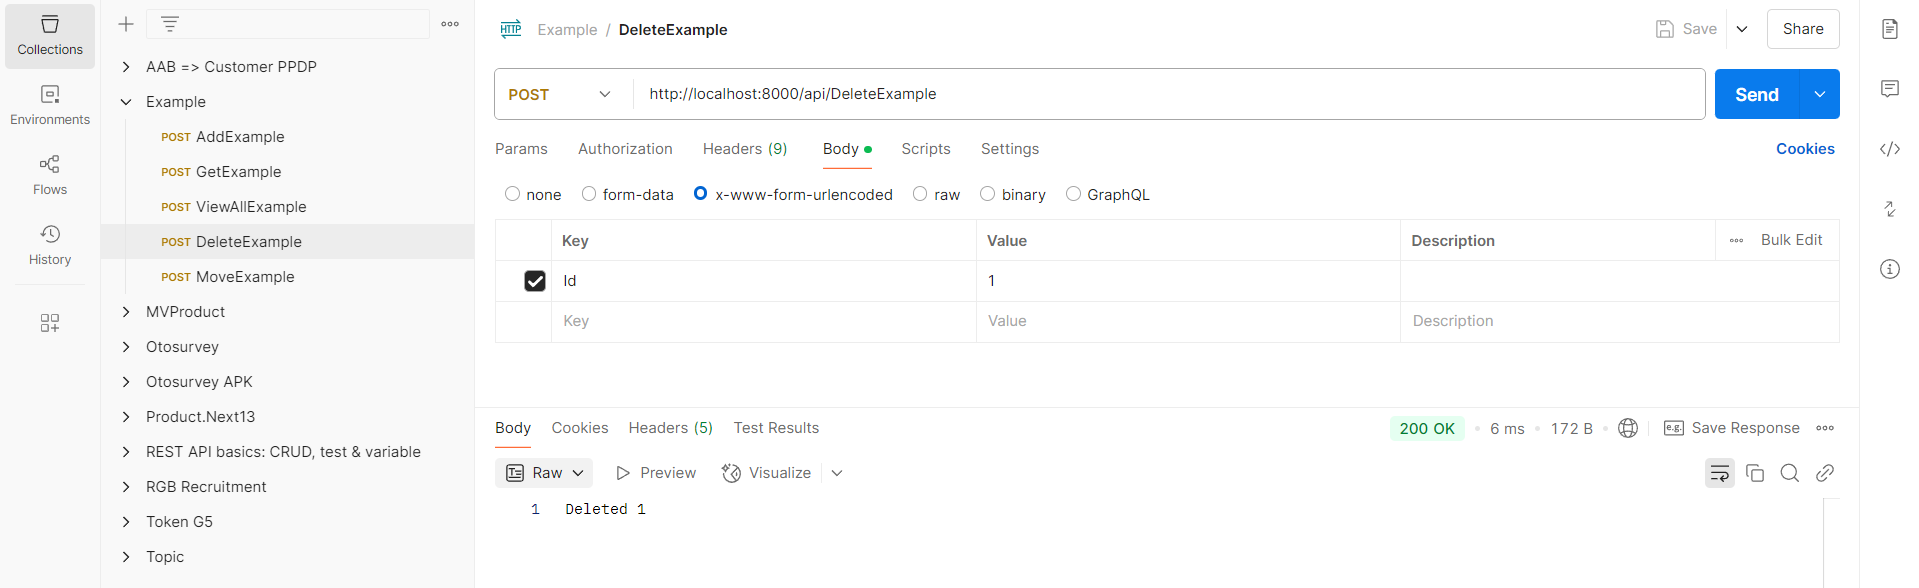 Collections
Environments
Flows
History
AAB => Customer PPDP
Example
POST AddExample
POST GetExample
POST ViewAllExample
POST DeleteExample
POST MoveExample
MVProduct
Otosurvey
Otosurvey APK
Product.Next13
REST API basics: CRUD, test & variable
RGB Recruitment
Token G5
Topic
HTTP Example / DeleteExample
Save
Share
POST http://localhost:8000/api/DeleteExample
Send
Params Authorization Headers (9) Body Scripts Settings Cookies
none form-data x-www-form-urlencoded raw binary GraphQL
Key Value Description Bulk Edit
Id 1
Key Value Description
Body Cookies Headers (5) Test Results 200 OK 6 ms 172 B e.g. Save Response
Raw Preview Visualize
1 Deleted 1